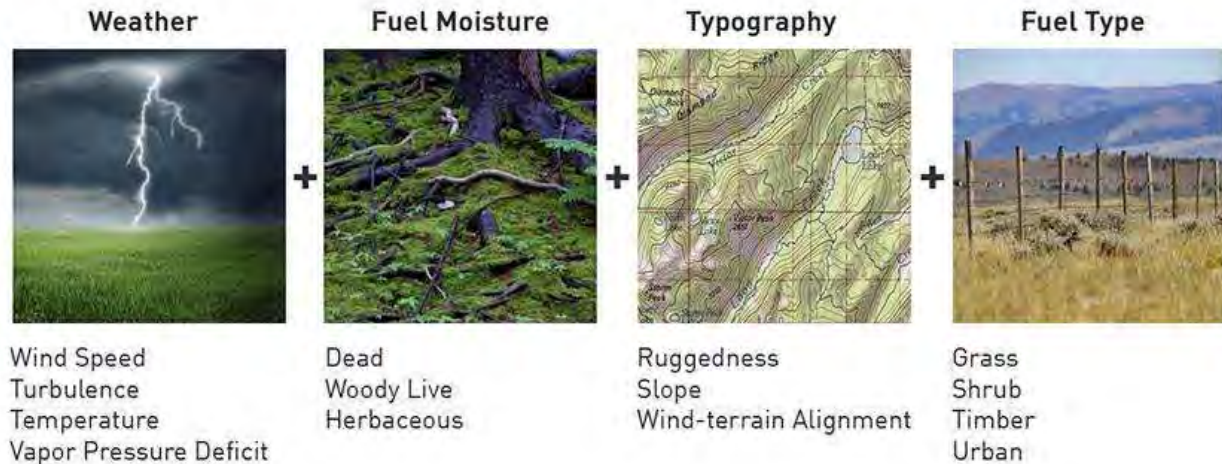 Weather
Fuel Moisture
Typography
Fuel Type
+
+
+
Wind Speed
Turbulence
Temperature
Vapor Pressure Deficit
Dead
Woody Live
Herbaceous
Ruggedness
Slope
Wind-terrain Alignment
Grass
Shrub
Timber
Urban